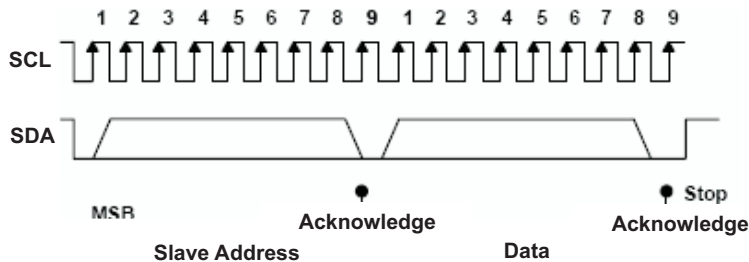 1 2 3 4 5 6 7 8 9 1 2 3 4 5 6 7 8 9
SCL
SDA
MSB
Acknowledge
Stop
Acknowledge
Slave Address
Data